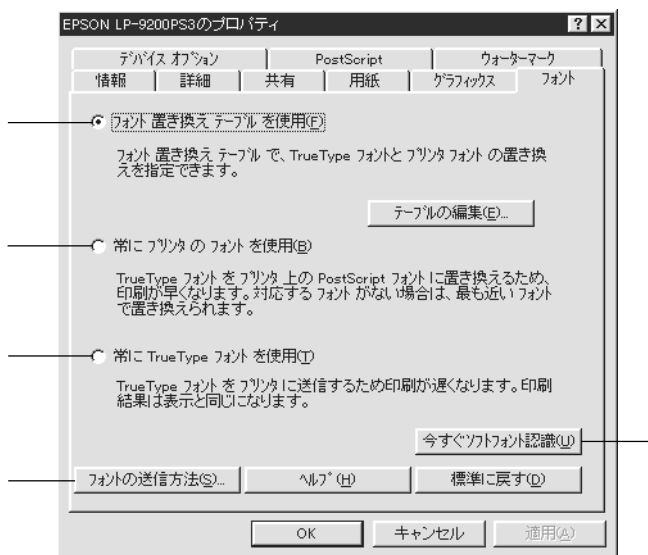 EPSON LP-9200PS3のプロパティ
デバイス オプション PostScript ウォーターマーク
情報 詳細 共有 用紙 グラフィックス フォント
フォント 置き換え テーブル を使用(F)
フォント 置き換え テーブル で、TrueType フォントと プリンタ フォント の置き換
えを指定できます。
テーブルの編集(E)...
常に プリンタ の フォント を使用(B)
TrueType フォント を プリンタ 上の PostScript フォント に置き換えるため、
印刷が早くなります。対応する フォント がない場合は、最も近い フォント
で置き換えられます。
常に TrueType フォント を使用(T)
TrueType フォント を プリンタ に送信するため印刷が遅くなります。印刷
結果は表示と同じになります。
今すぐソフトフォント認識(U)
フォントの送信方法(S)... ヘルプ(H) 標準に戻す(D)
OK キャンセル 適用(A)